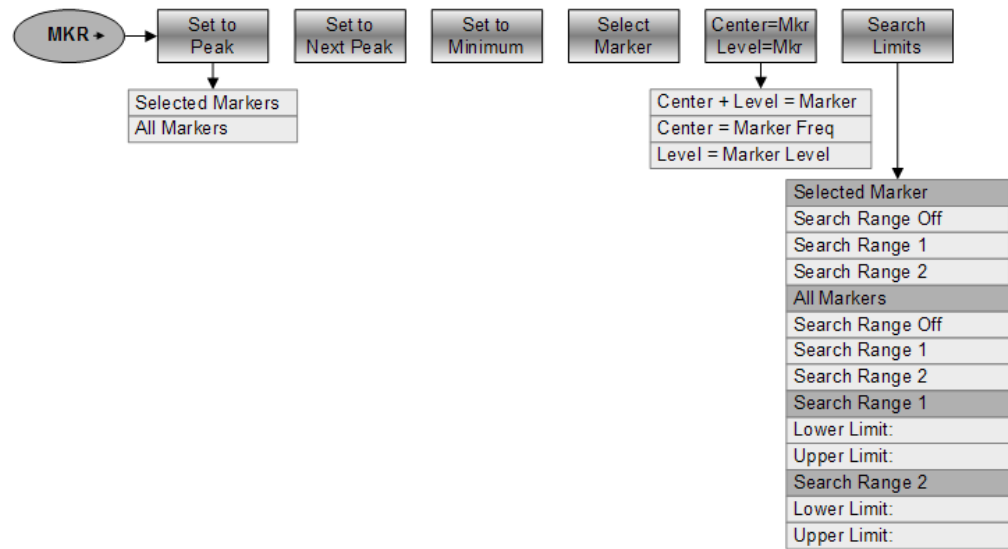 MKR →
Set to
Peak
Set to
Next Peak
Set to
Minimum
Select
Marker
Center=Mkr
Level=Mkr
Search
Limits
Selected Markers
All Markers
Center + Level = Marker
Center = Marker Freq
Level = Marker Level
Selected Marker
Search Range Off
Search Range 1
Search Range 2
All Markers
Search Range Off
Search Range 1
Search Range 2
Search Range 1
Lower Limit:
Upper Limit:
Search Range 2
Lower Limit:
Upper Limit: